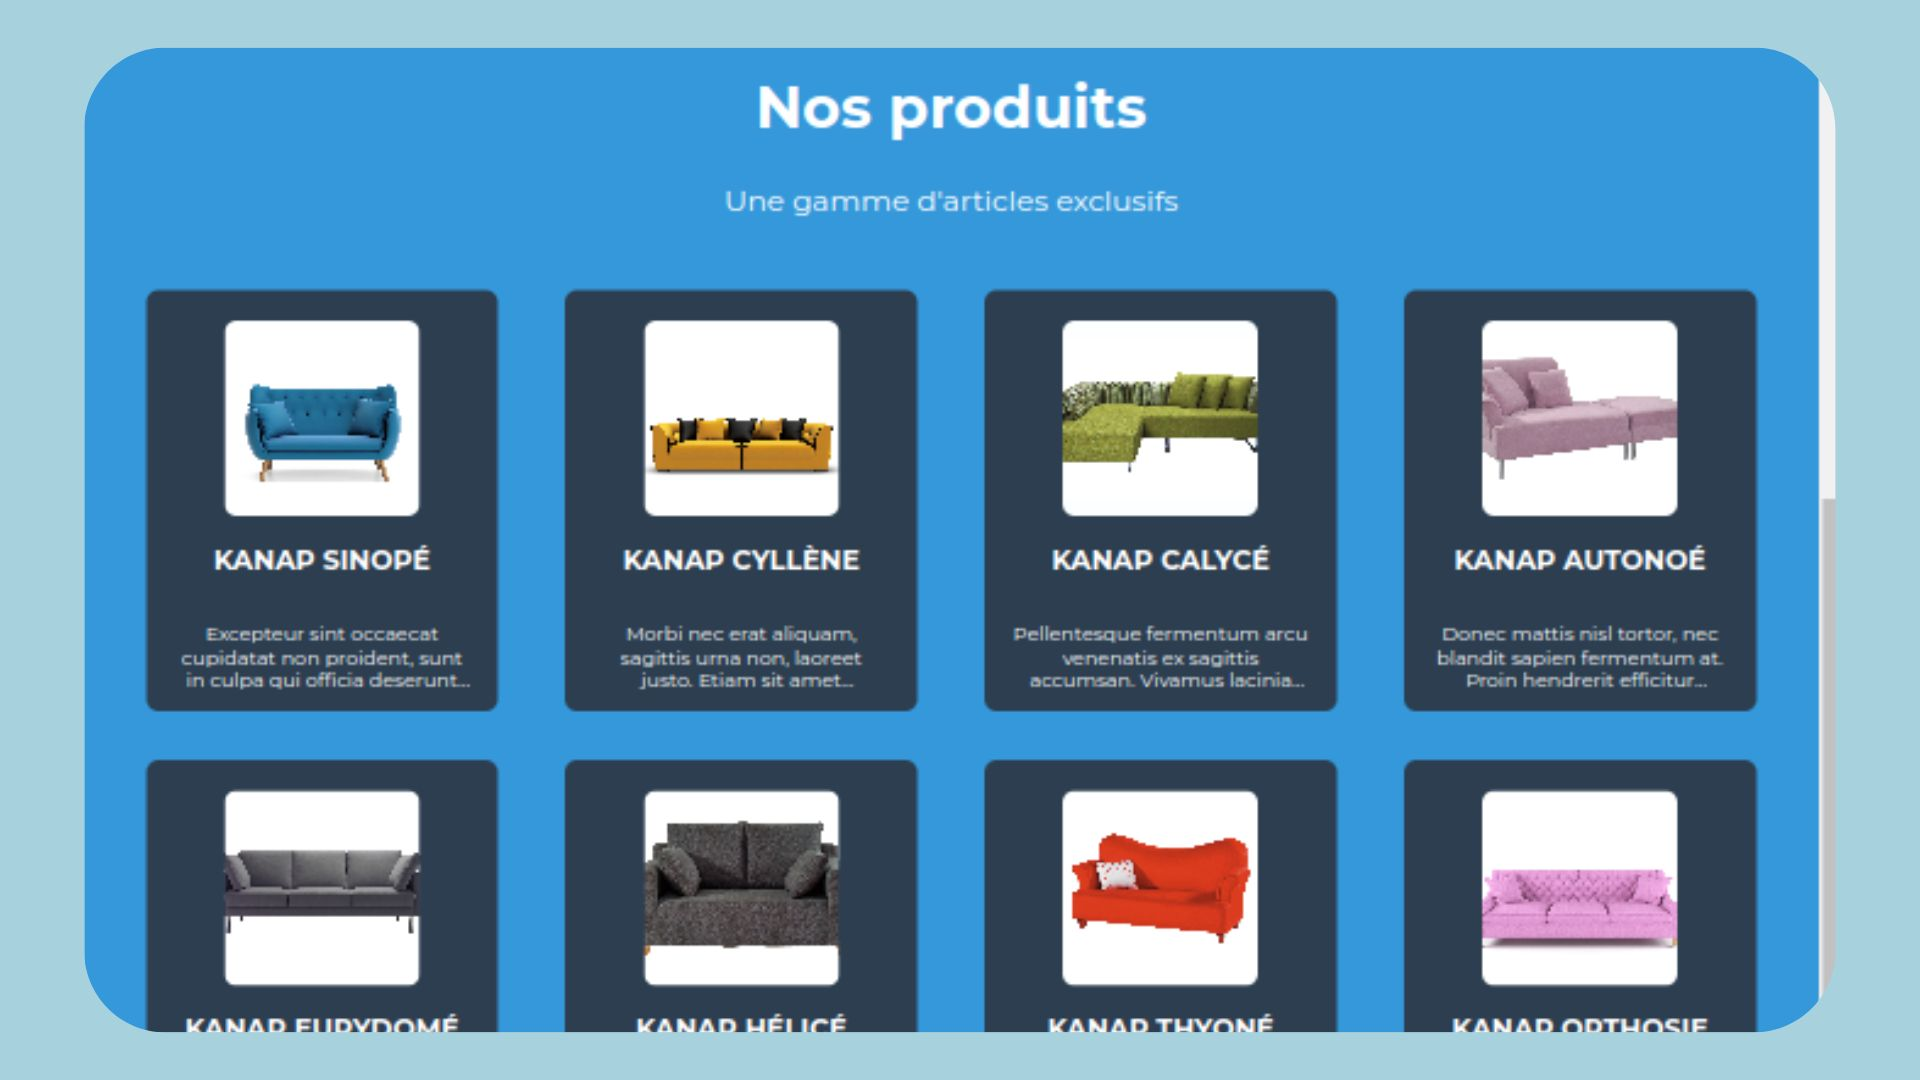 Nos produits
Une gamme d'articles exclusifs
KANAP SINOPÉ
Excepteur sint occaecat
cupidatat non proident, sunt
in culpa qui officia deserunt...
KANAP CYLLÈNE
Morbi nec erat aliquam,
sagittis urna non, laoreet
justo. Etiam sit amet...
KANAP CALYCÉ
Pellentesque fermentum arcu
venenatis ex sagittis
accumsan. Vivamus lacinia...
KANAP AUTONOÉ
Donec mattis nisl tortor, nec
blandit sapien fermentum at.
Proin hendrerit efficitur...
KANAP EURYDOMÉ
KANAP HÉLICÉ
KANAP THYONÉ
KANAP ORTHOSIE